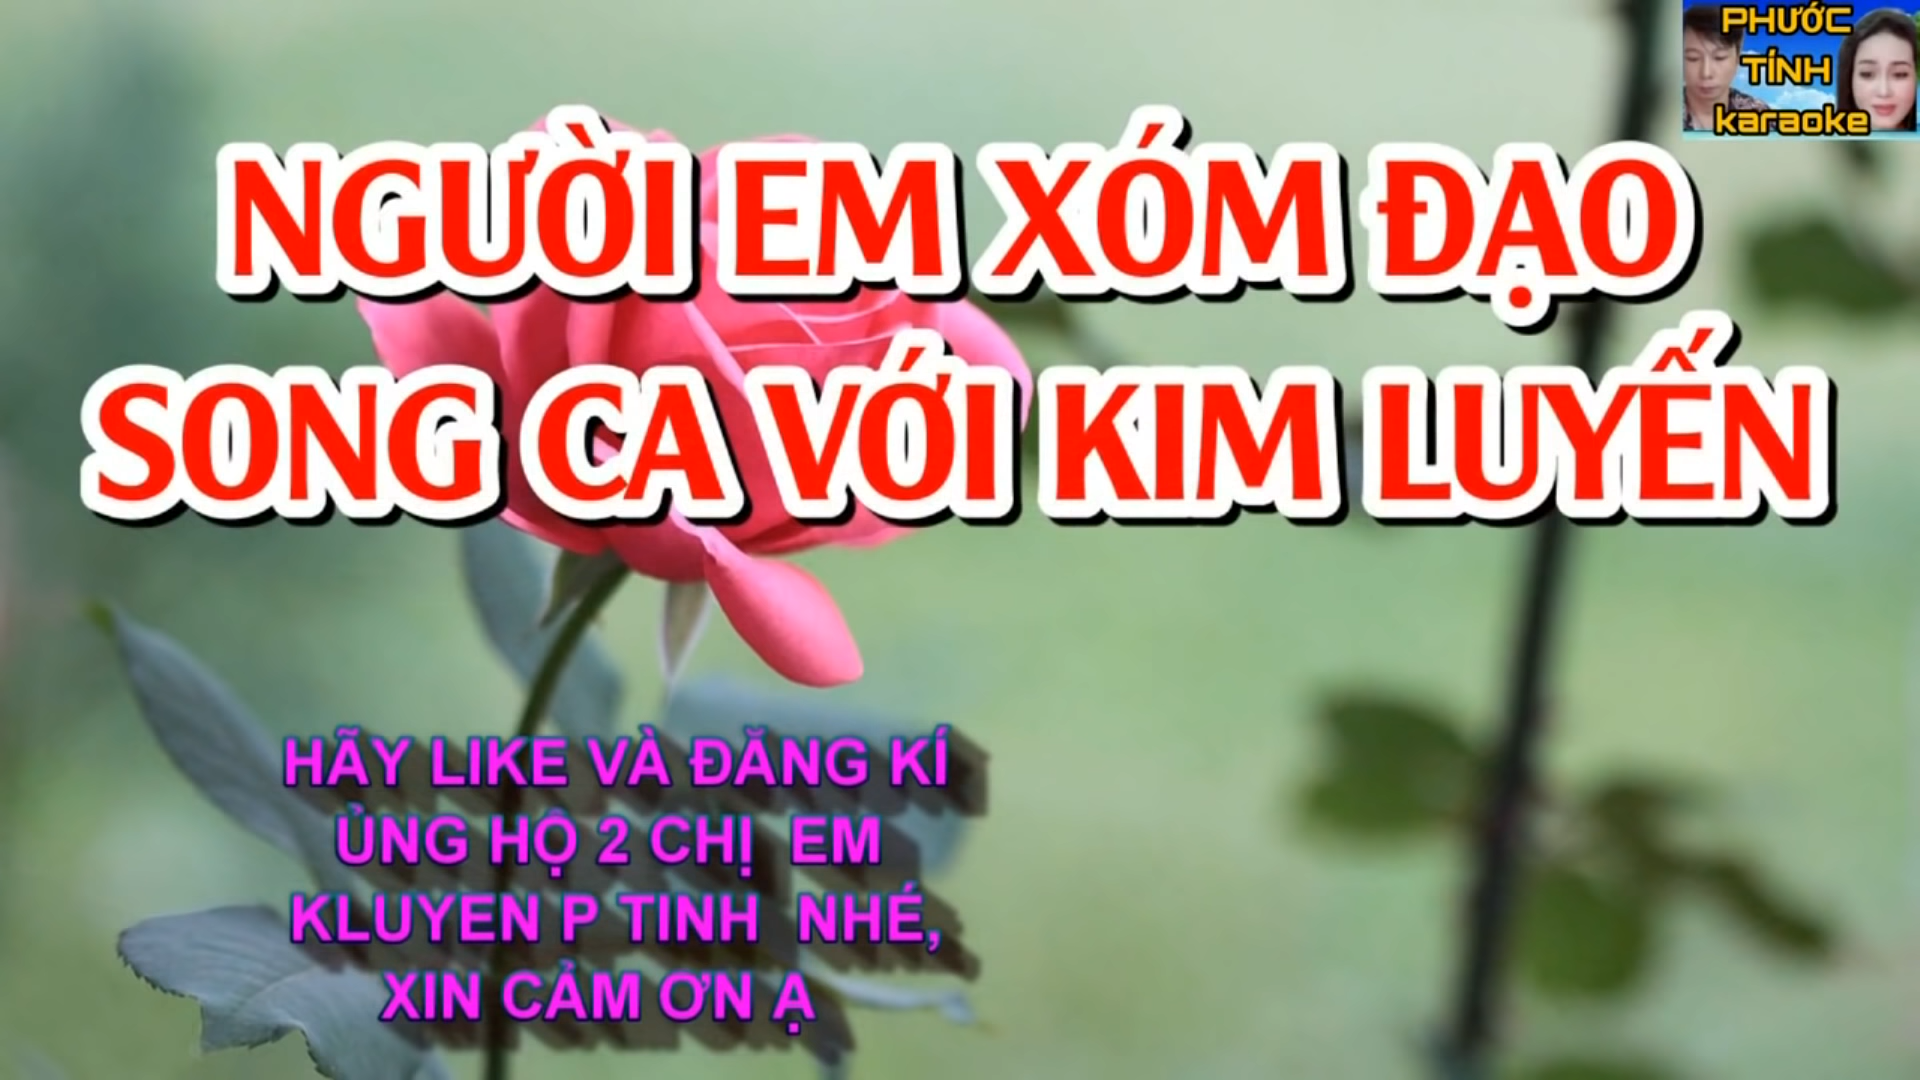 PHƯỚC
TÍNH
karaoke
NGƯỜI EM XÓM ĐẠO
SONG CA VỚI KIM LUYẾN
HÃY LIKE VÀ ĐĂNG KÍ
ỦNG HỘ 2 CHỊ EM
KLUYEN P TINH NHÉ,
XIN CẢM ƠN Ạ